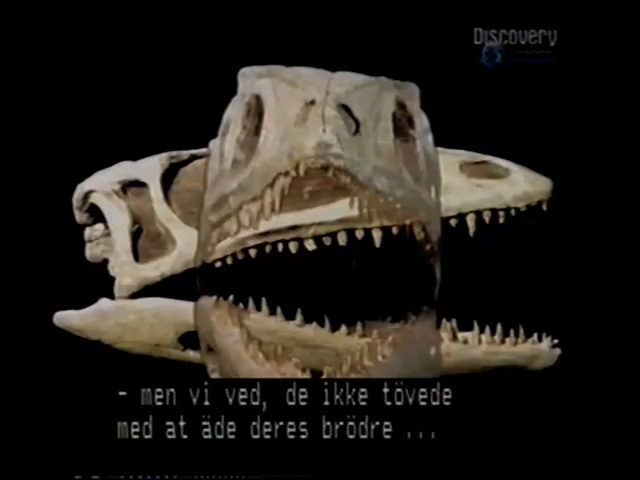 Discovery
- men vi ved, de ikke tövede
med at äde deres brödre ...